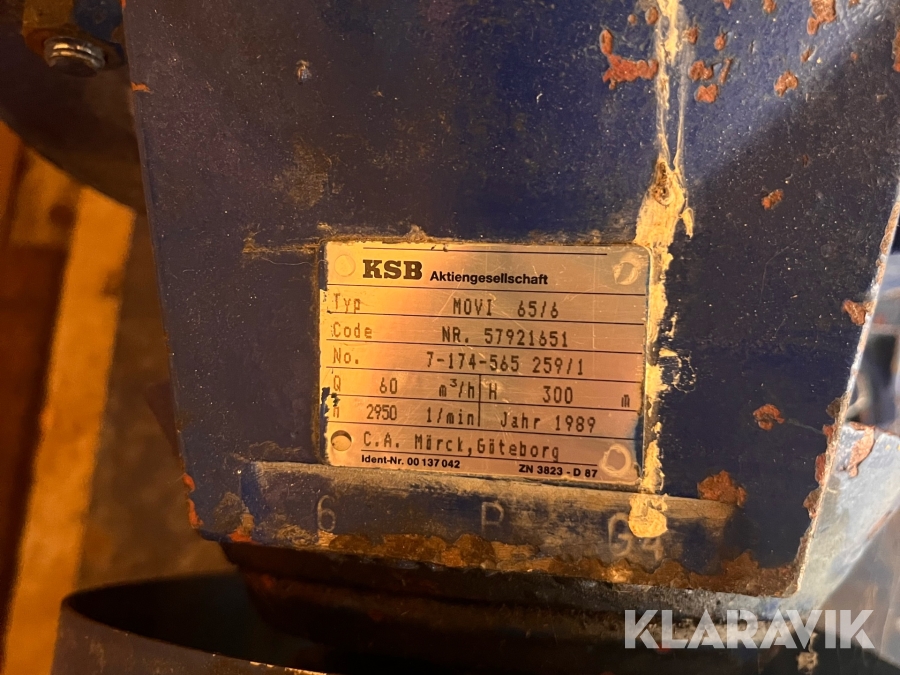 KSB Aktiengesellschaft
Typ MOVI 65/6
Code NR. 57921651
No. 7-174-565 259/1
Q 60 m³/h H 300 m
n 2950 1/min Jahr 1989
C.A. Mörck, Göteborg
Ident-Nr. 00 137 042 ZN 3823 - D 87
6 P G4
KLARAVIK